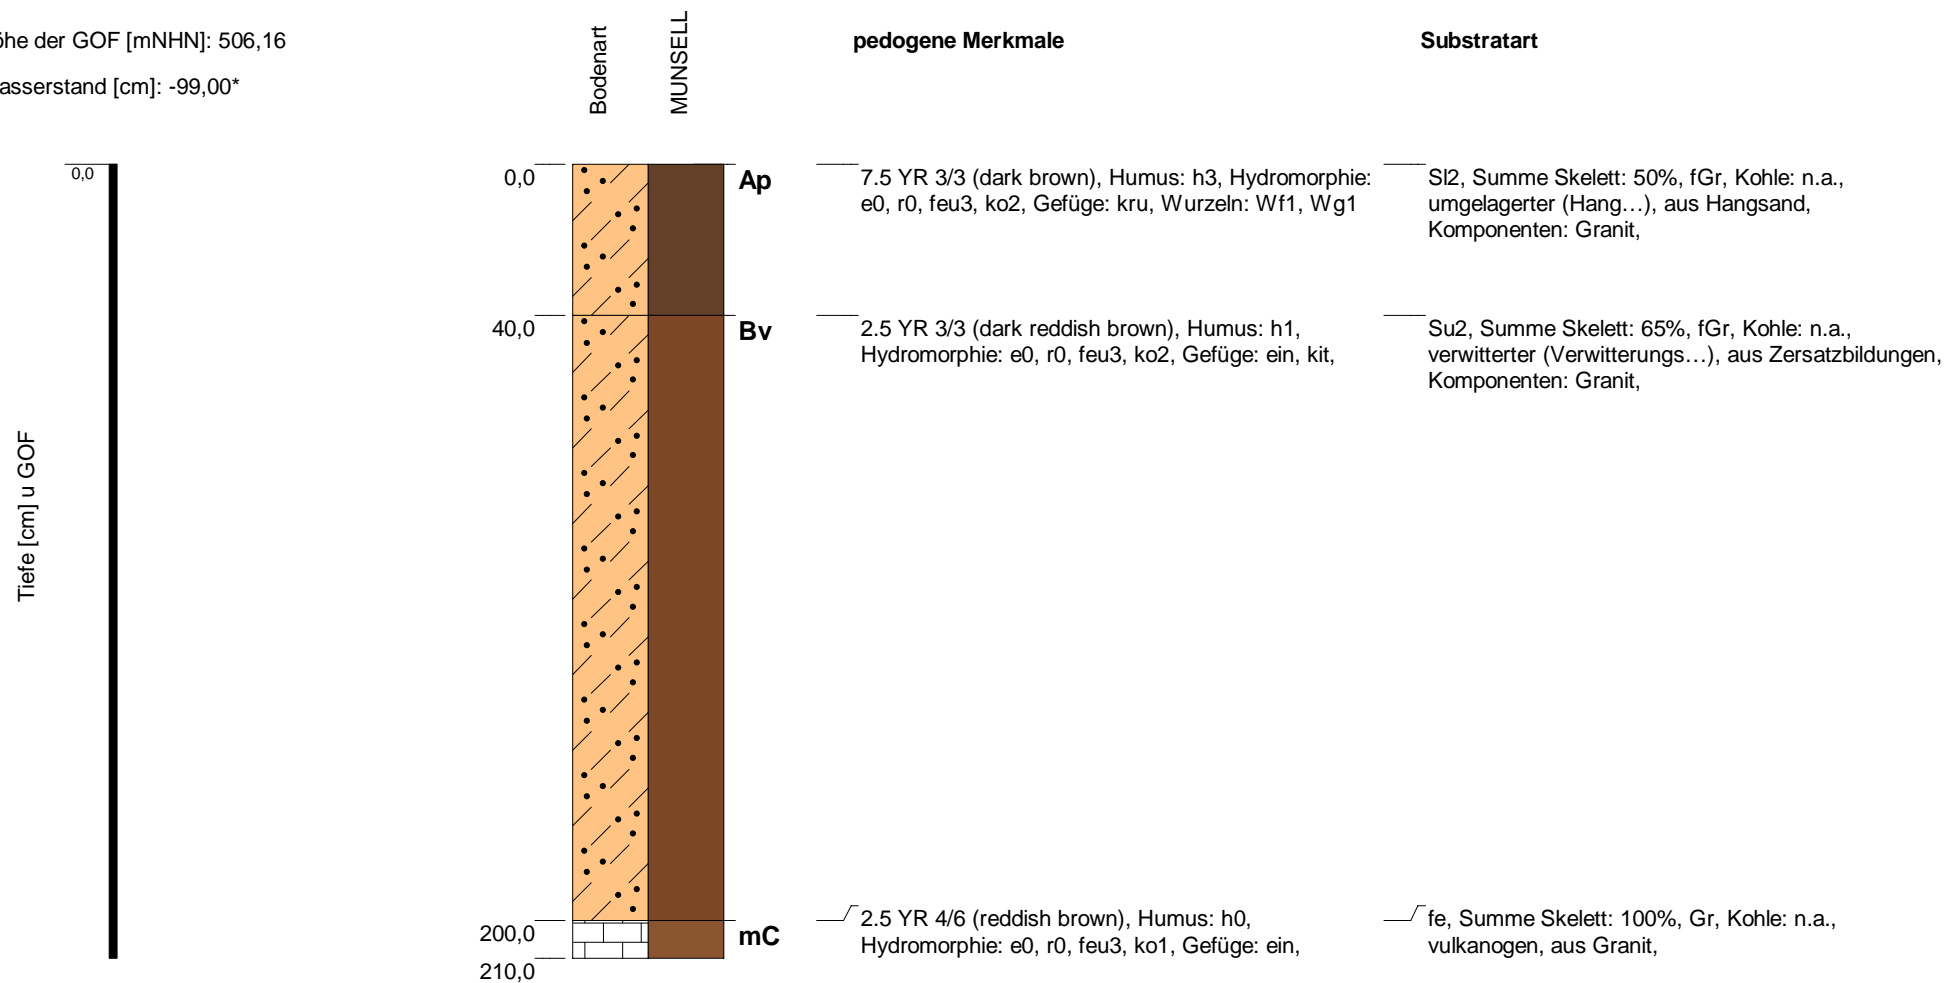 öhe der GOF [mNHN]: 506,16
asserstand [cm]: -99,00*
Bodenart
MUNSELL
pedogene Merkmale
Substratart
Tiefe [cm] u GOF
0,0
0,0
Ap
7.5 YR 3/3 (dark brown), Humus: h3, Hydromorphie:
e0, r0, feu3, ko2, Gefüge: kru, Wurzeln: Wf1, Wg1
Sl2, Summe Skelett: 50%, fGr, Kohle: n.a.,
umgelagerter (Hang…), aus Hangsand,
Komponenten: Granit,
40,0
Bv
2.5 YR 3/3 (dark reddish brown), Humus: h1,
Hydromorphie: e0, r0, feu3, ko2, Gefüge: ein, kit,
Su2, Summe Skelett: 65%, fGr, Kohle: n.a.,
verwitterter (Verwitterungs…), aus Zersatzbildungen,
Komponenten: Granit,
200,0
mC
2.5 YR 4/6 (reddish brown), Humus: h0,
Hydromorphie: e0, r0, feu3, ko1, Gefüge: ein,
fe, Summe Skelett: 100%, Gr, Kohle: n.a.,
vulkanogen, aus Granit,
210,0